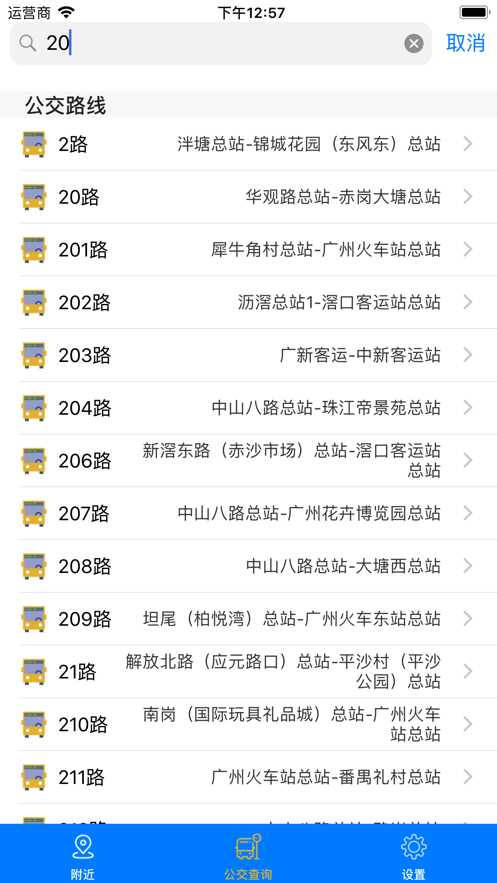 运营商 下午12:57
20 取消
公交路线
2路 泮塘总站-锦城花园（东风东）总站
20路 华观路总站-赤岗大塘总站
201路 犀牛角村总站-广州火车站总站
202路 沥滘总站1-滘口客运站总站
203路 广新客运-中新客运站
204路 中山八路总站-珠江帝景苑总站
206路 新滘东路（赤沙市场）总站-滘口客运站
总站
207路 中山八路总站-广州花卉博览园总站
208路 中山八路总站-大塘西总站
209路 坦尾（柏悦湾）总站-广州火车东站总站
21路 解放北路（应元路口）总站-平沙村（平沙
公园）总站
210路 南岗（国际玩具礼品城）总站-广州火车
站总站
211路 广州火车站总站-番禺礼村总站
附近 公交查询 设置